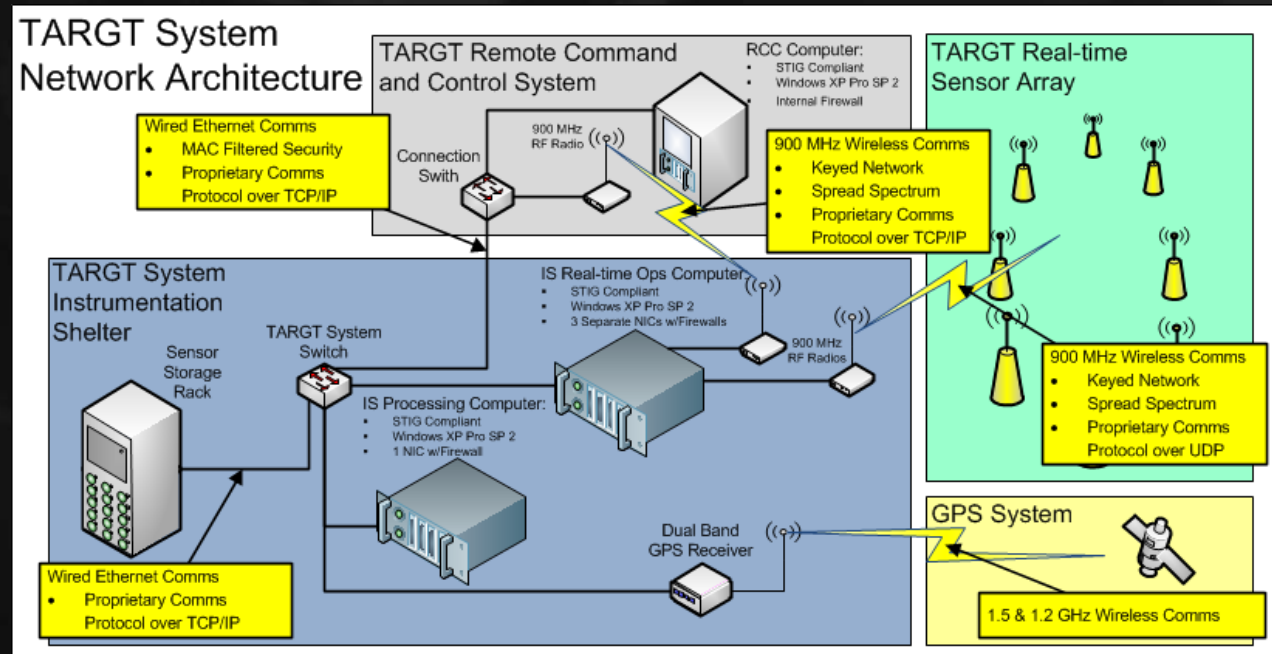 TARGT System
Network Architecture
TARGT Remote Command
and Control System
RCC Computer:
▪ STIG Compliant
▪ Windows XP Pro SP 2
▪ Internal Firewall
TARGT Real-time
Sensor Array
Wired Ethernet Comms
• MAC Filtered Security
• Proprietary Comms
Protocol over TCP/IP
900 MHz
RF Radio
Connection
Swith
900 MHz Wireless Comms
• Keyed Network
• Spread Spectrum
• Proprietary Comms
Protocol over TCP/IP
TARGT System
Instrumentation
Shelter
IS Real-time Ops Computer:
▪ STIG Compliant
▪ Windows XP Pro SP 2
▪ 3 Separate NICs w/Firewalls
Sensor
Storage
Rack
TARGT System
Switch
900 MHz
RF Radios
900 MHz Wireless Comms
• Keyed Network
• Spread Spectrum
• Proprietary Comms
Protocol over UDP
IS Processing Computer:
▪ STIG Compliant
▪ Windows XP Pro SP 2
▪ 1 NIC w/Firewall
Dual Band
GPS Receiver
GPS System
Wired Ethernet Comms
• Proprietary Comms
Protocol over TCP/IP
1.5 & 1.2 GHz Wireless Comms